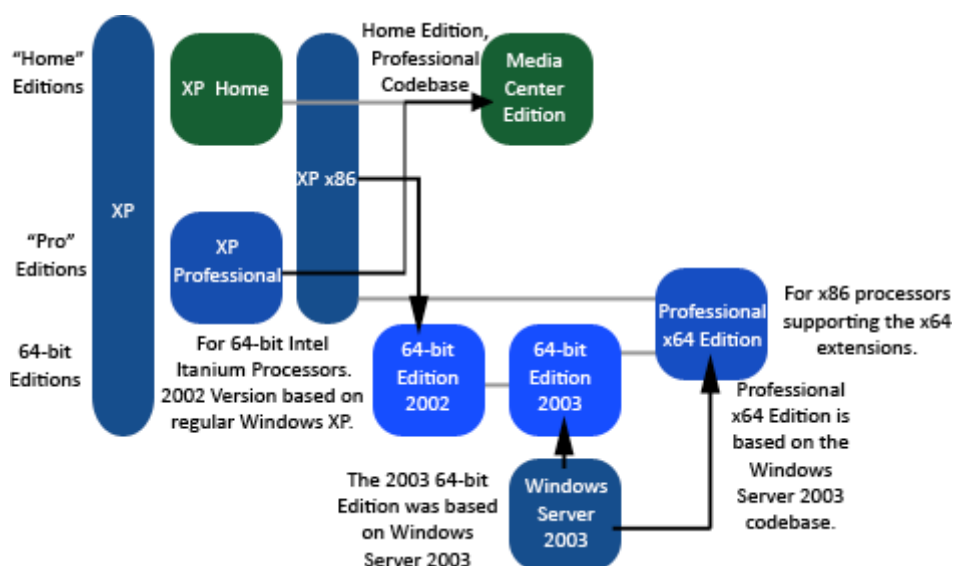 “Home”
Editions
“Pro”
Editions
64-bit
Editions
XP
XP Home
XP
Professional
XP x86
Home Edition,
Professional
Codebase
Media
Center
Edition
For 64-bit Intel
Itanium Processors.
2002 Version based on
regular Windows XP.
64-bit
Edition
2002
64-bit
Edition
2003
Professional
x64 Edition
For x86 processors
supporting the x64
extensions.
Professional
x64 Edition is
based on the
Windows
Server 2003
codebase.
The 2003 64-bit
Edition was based
on Windows
Server 2003
Windows
Server
2003